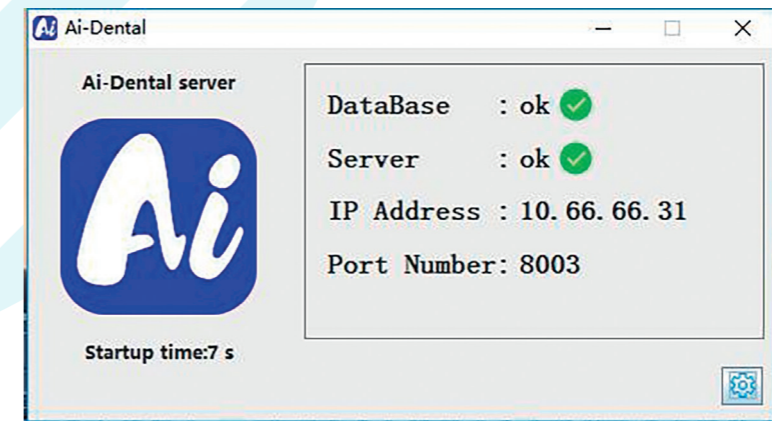 Ai-Dental
Ai-Dental server
Ai
Startup time:7 s
DataBase : ok
Server : ok
IP Address : 10.66.66.31
Port Number: 8003